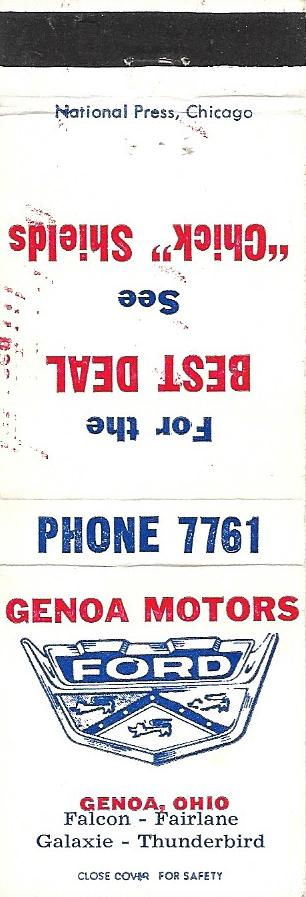 National Press, Chicago
For the
BEST DEAL
See
"Chick" Shields
PHONE 7761
GENOA MOTORS
FORD
GENOA, OHIO
Falcon - Fairlane
Galaxie - Thunderbird
CLOSE COVER FOR SAFETY